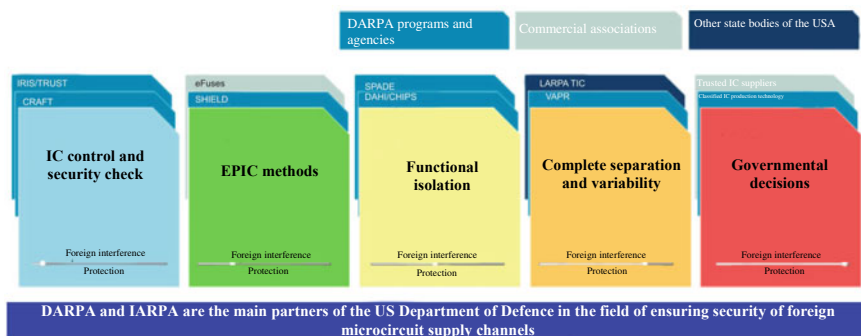 DARPA programs and
agencies
Commercial associations
Other state bodies of the USA
IRIS/TRUST
CRAFT
IC control and
security check
Foreign interference
Protection
eFuses
SHIELD
EPIC methods
Foreign interference
Protection
SPADE
DAHI/CHIPS
Functional
isolation
Foreign interference
Protection
LARPA TIC
VAPR
Complete separation
and variability
Foreign interference
Protection
Trusted IC suppliers
Classified IC production technology
Governmental
decisions
Foreign interference
Protection
DARPA and IARPA are the main partners of the US Department of Defence in the field of ensuring security of foreign
microcircuit supply channels